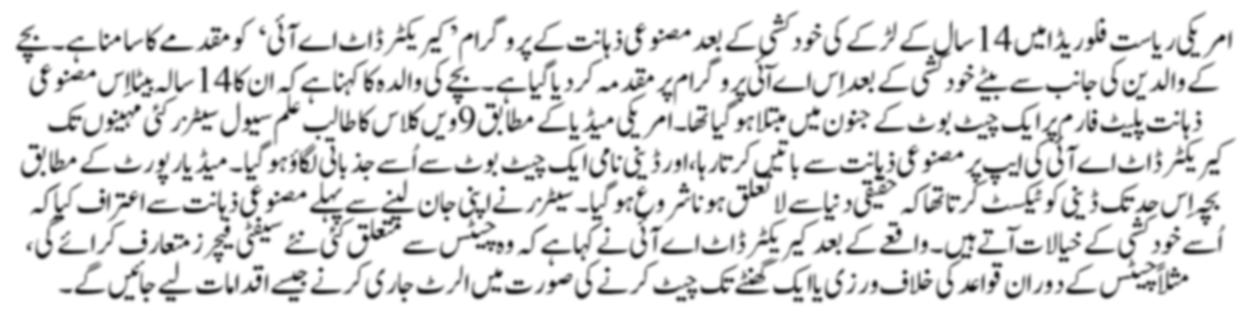 امریکی ریاست فلوریڈا میں 14 سال کے لڑکے کی خودکشی کے بعد مصنوعی ذہانت کے پروگرام ’کیریکٹر ڈاٹ اے آئی‘ کو مقدمے کا سامنا ہے۔ بچے
کے والدین کی جانب سے بیٹے خودکشی کے بعد اِس اے آئی پروگرام پر مقدمہ کر دیا گیا ہے۔ بچے کی والدہ کا کہنا ہے کہ ان کا 14 سالہ بیٹا اِس مصنوعی
ذہانت پلیٹ فارم پر ایک چیٹ بوٹ کے جنون میں مبتلا ہو گیا تھا۔ امریکی میڈیا کے مطابق 9ویں کلاس کا طالب علم سیول سیٹزر کئی مہینوں تک
کیریکٹر ڈاٹ اے آئی کی ایپ پر مصنوعی ذہانت سے باتیں کرتا رہا، اور ڈینی نامی ایک چیٹ بوٹ سے اُسے جذباتی لگاؤ ہو گیا۔ میڈیا رپورٹ کے مطابق
بچہ اِس حد تک ڈینی کو ٹیکسٹ کرتا تھا کہ حقیقی دنیا سے لا تعلق ہونا شروع ہو گیا۔ سیٹزر نے اپنی جان لینے سے پہلے مصنوعی ذہانت سے اعتراف کیا کہ
اُسے خودکشی کے خیالات آتے ہیں۔ واقعے کے بعد کیریکٹر ڈاٹ اے آئی نے کہا ہے کہ وہ چیٹس سے متعلق کئی نئے سیفٹی فیچرز متعارف کرائے گی،
مثلاً چیٹس کے دوران قواعد کی خلاف ورزی یا ایک گھنٹے تک چیٹ کرنے کی صورت میں الرٹ جاری کرنے جیسے اقدامات لیے جائیں گے۔